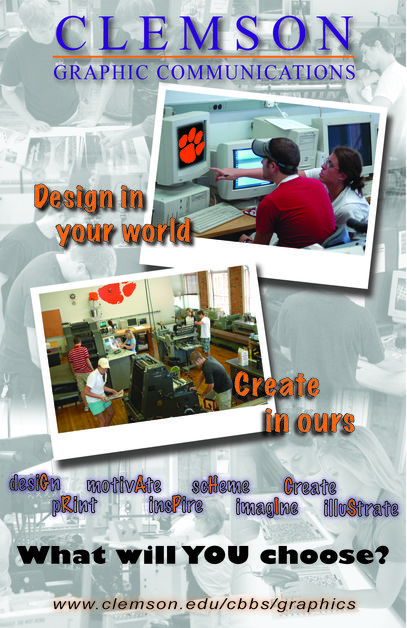 CLEMSON
GRAPHIC COMMUNICATIONS
Design in
your world
Create
in ours
desiGn motivAte scHeme Create
pRint insPire imagIne illuStrate
What will YOU choose?
www.clemson.edu/cbbs/graphics